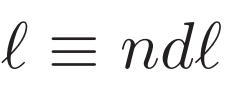 ℓ ≡ ndℓ